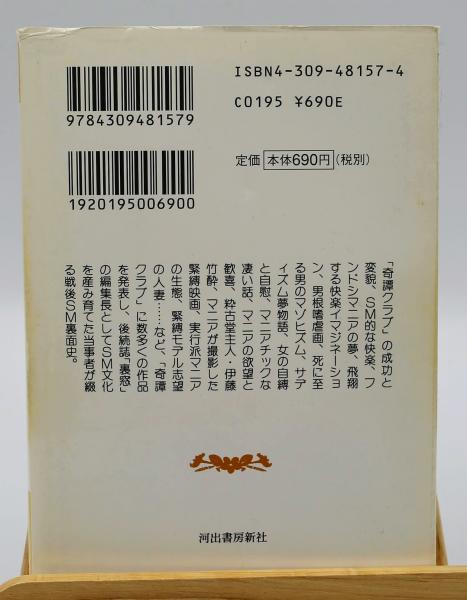 ISBN4-309-48157-4
C0195 ¥690E
9784309481579
定価 本体690円(税別)
1920195006900
「奇譚クラブ」の成功と
変貌、ＳＭ的な快楽、フ
ンドシマニアの夢、飛翔
する快楽イマジネーショ
ン、男根嗜虐画、死に至
る男のマゾヒズム、サデ
ィズム夢物語、女の自縛
と自慰、マニアチックな
凄い話、マニアの欲望と
歓喜、粋古堂主人・伊藤
竹酔、マニアが撮影した
緊縛映画、実行派マニア
の生態、緊縛モデル志望
の人妻……など、「奇譚
クラブ」に数多くの作品
を発表し、後続誌「裏窓」
の編集長としてＳＭ文化
を産み育てた当事者が綴
る戦後ＳＭ裏面史。
河出書房新社